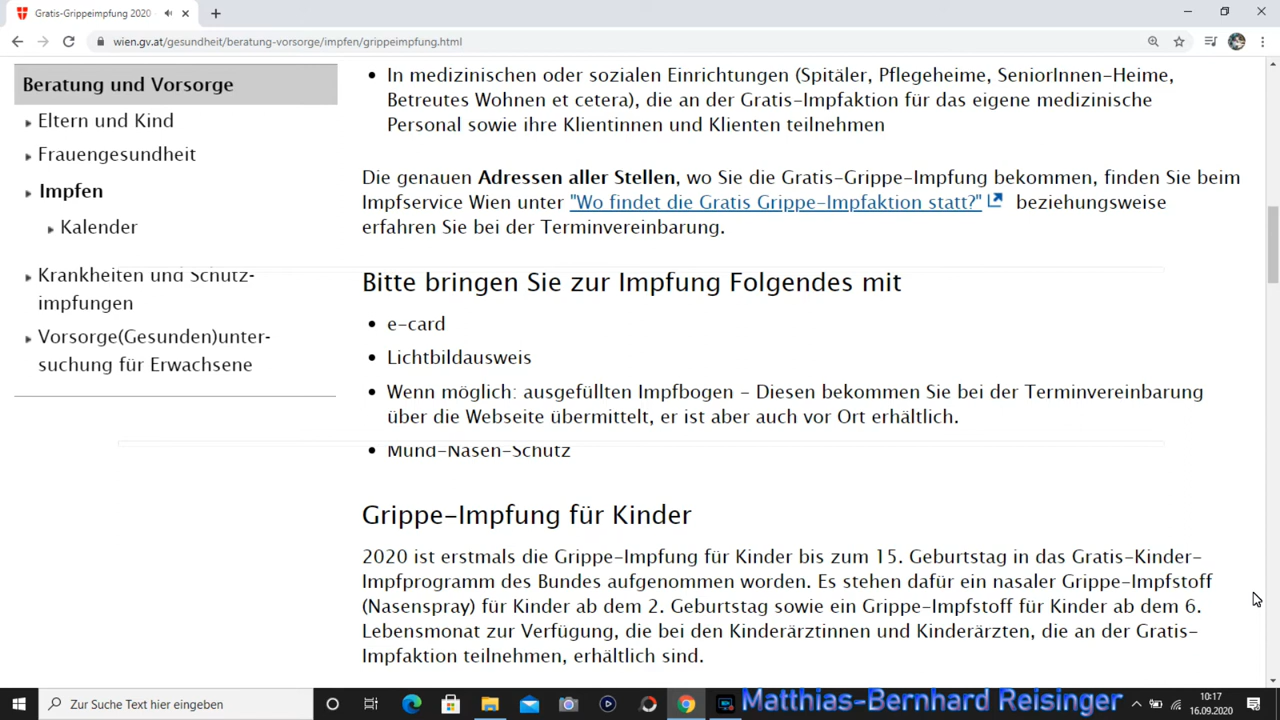 Gratis-Grippeimpfung 2020
wien.gv.at/gesundheit/beratung-vorsorge/impfen/grippeimpfung.html
Beratung und Vorsorge
Eltern und Kind
Frauengesundheit
Impfen
Kalender
Krankheiten und Schutz-
impfungen
Vorsorge(Gesunden)unter-
suchung für Erwachsene
In medizinischen oder sozialen Einrichtungen (Spitäler, Pflegeheime, SeniorInnen-Heime,
Betreutes Wohnen et cetera), die an der Gratis-Impfaktion für das eigene medizinische
Personal sowie ihre Klientinnen und Klienten teilnehmen
Die genauen Adressen aller Stellen, wo Sie die Gratis-Grippe-Impfung bekommen, finden Sie beim
Impfservice Wien unter "Wo findet die Gratis Grippe-Impfaktion statt?" beziehungsweise
erfahren Sie bei der Terminvereinbarung.
Bitte bringen Sie zur Impfung Folgendes mit
e-card
Lichtbildausweis
Wenn möglich: ausgefüllten Impfbogen - Diesen bekommen Sie bei der Terminvereinbarung
über die Webseite übermittelt, er ist aber auch vor Ort erhältlich.
Mund-Nasen-Schutz
Grippe-Impfung für Kinder
2020 ist erstmals die Grippe-Impfung für Kinder bis zum 15. Geburtstag in das Gratis-Kinder-
Impfprogramm des Bundes aufgenommen worden. Es stehen dafür ein nasaler Grippe-Impfstoff
(Nasenspray) für Kinder ab dem 2. Geburtstag sowie ein Grippe-Impfstoff für Kinder ab dem 6.
Lebensmonat zur Verfügung, die bei den Kinderärztinnen und Kinderärzten, die an der Gratis-
Impfaktion teilnehmen, erhältlich sind.
Zur Suche Text hier eingeben
Matthias-Bernhard Reisinger
10:17
16.09.2020